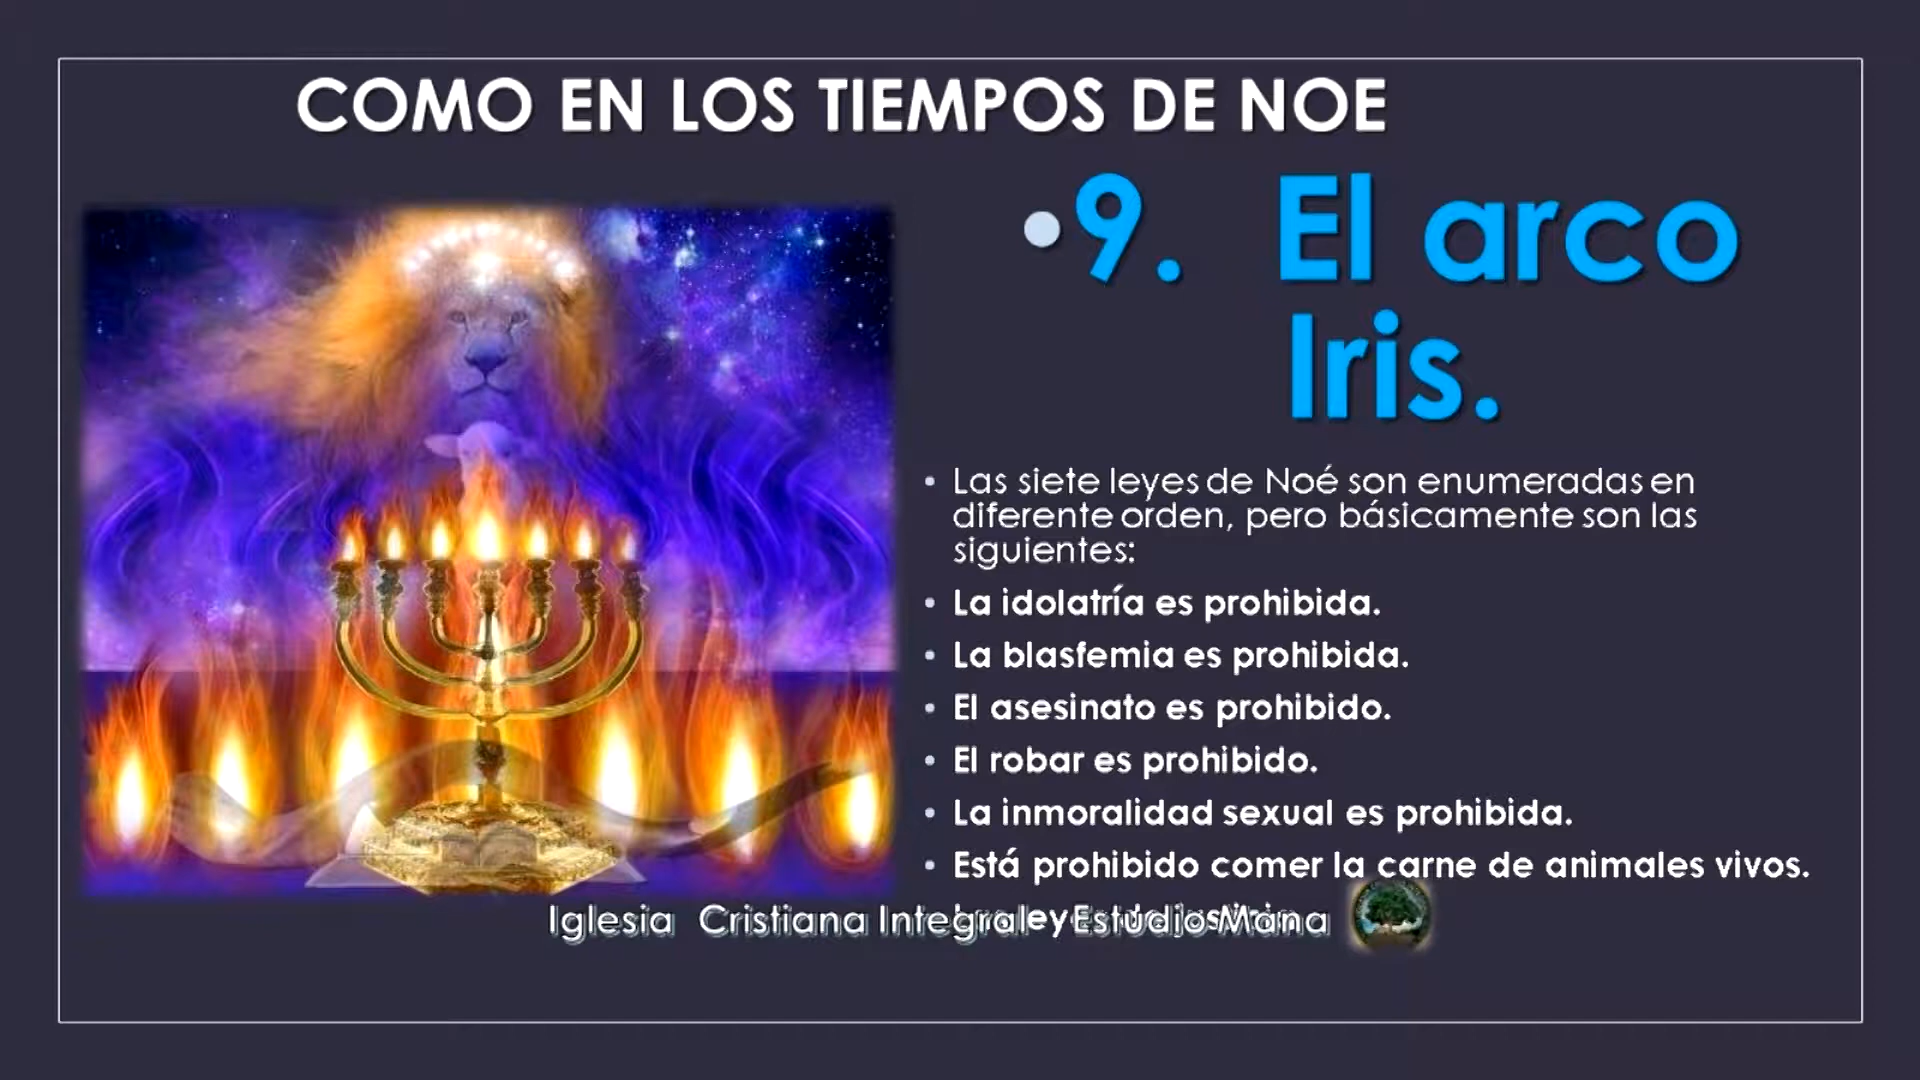 COMO EN LOS TIEMPOS DE NOE
•9. El arco
Iris.
• Las siete leyes de Noé son enumeradas en
diferente orden, pero básicamente son las
siguientes:
• La idolatría es prohibida.
• La blasfemia es prohibida.
• El asesinato es prohibido.
• El robar es prohibido.
• La inmoralidad sexual es prohibida.
• Está prohibido comer la carne de animales vivos.
Iglesia Cristiana Integral Estudio Mana